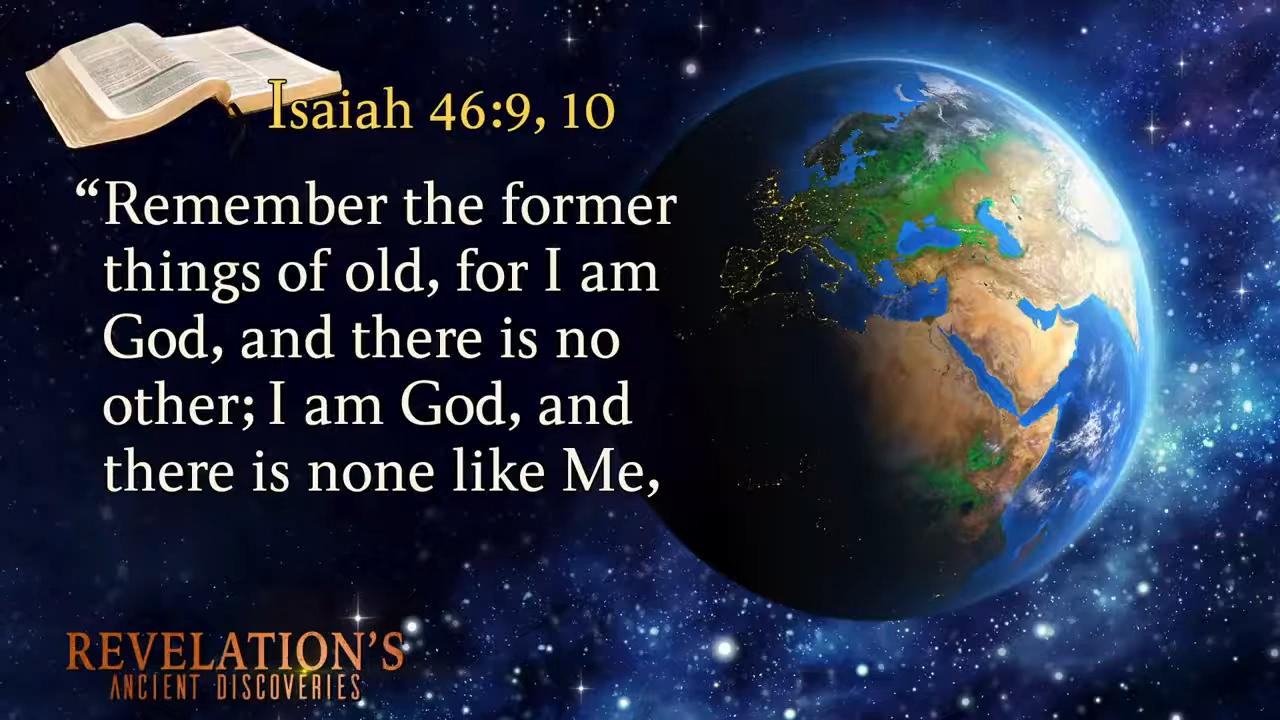 Isaiah 46:9, 10
“Remember the former
things of old, for I am
God, and there is no
other; I am God, and
there is none like Me,
REVELATION’S
ANCIENT DISCOVERIES